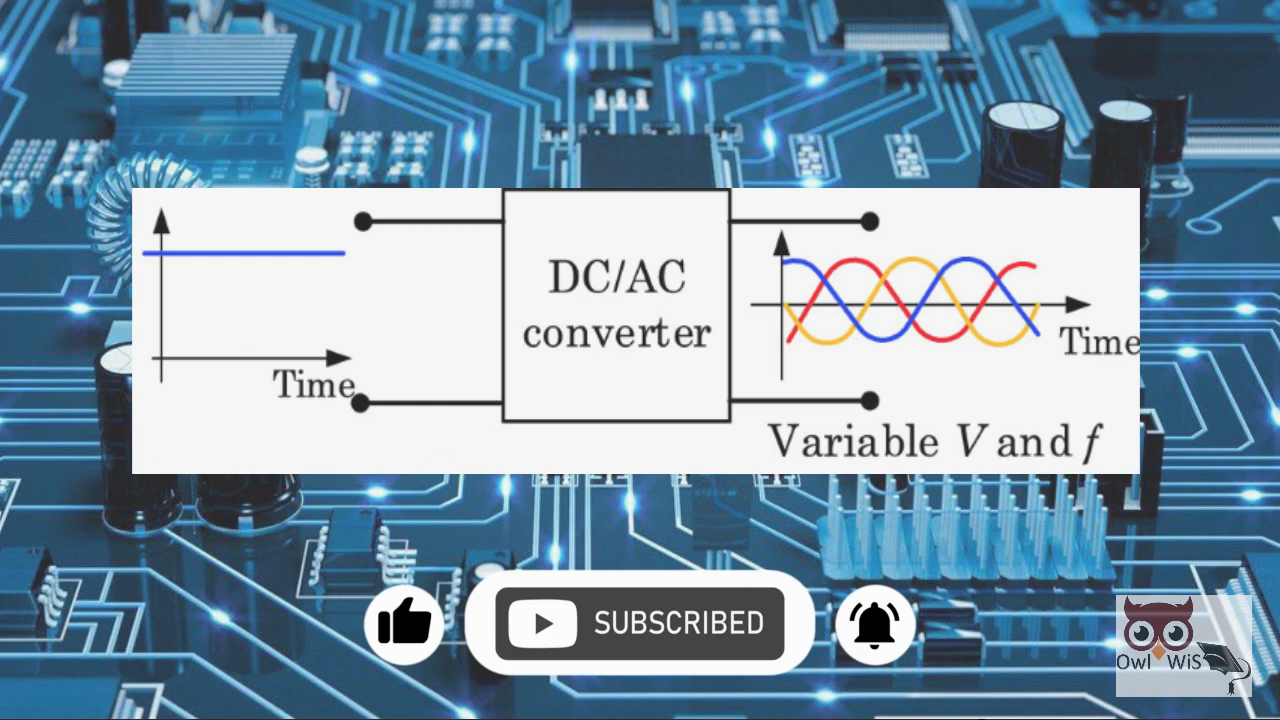 DC/AC
converter
Time
Time
Variable V and f
SUBSCRIBED
Owl WiS